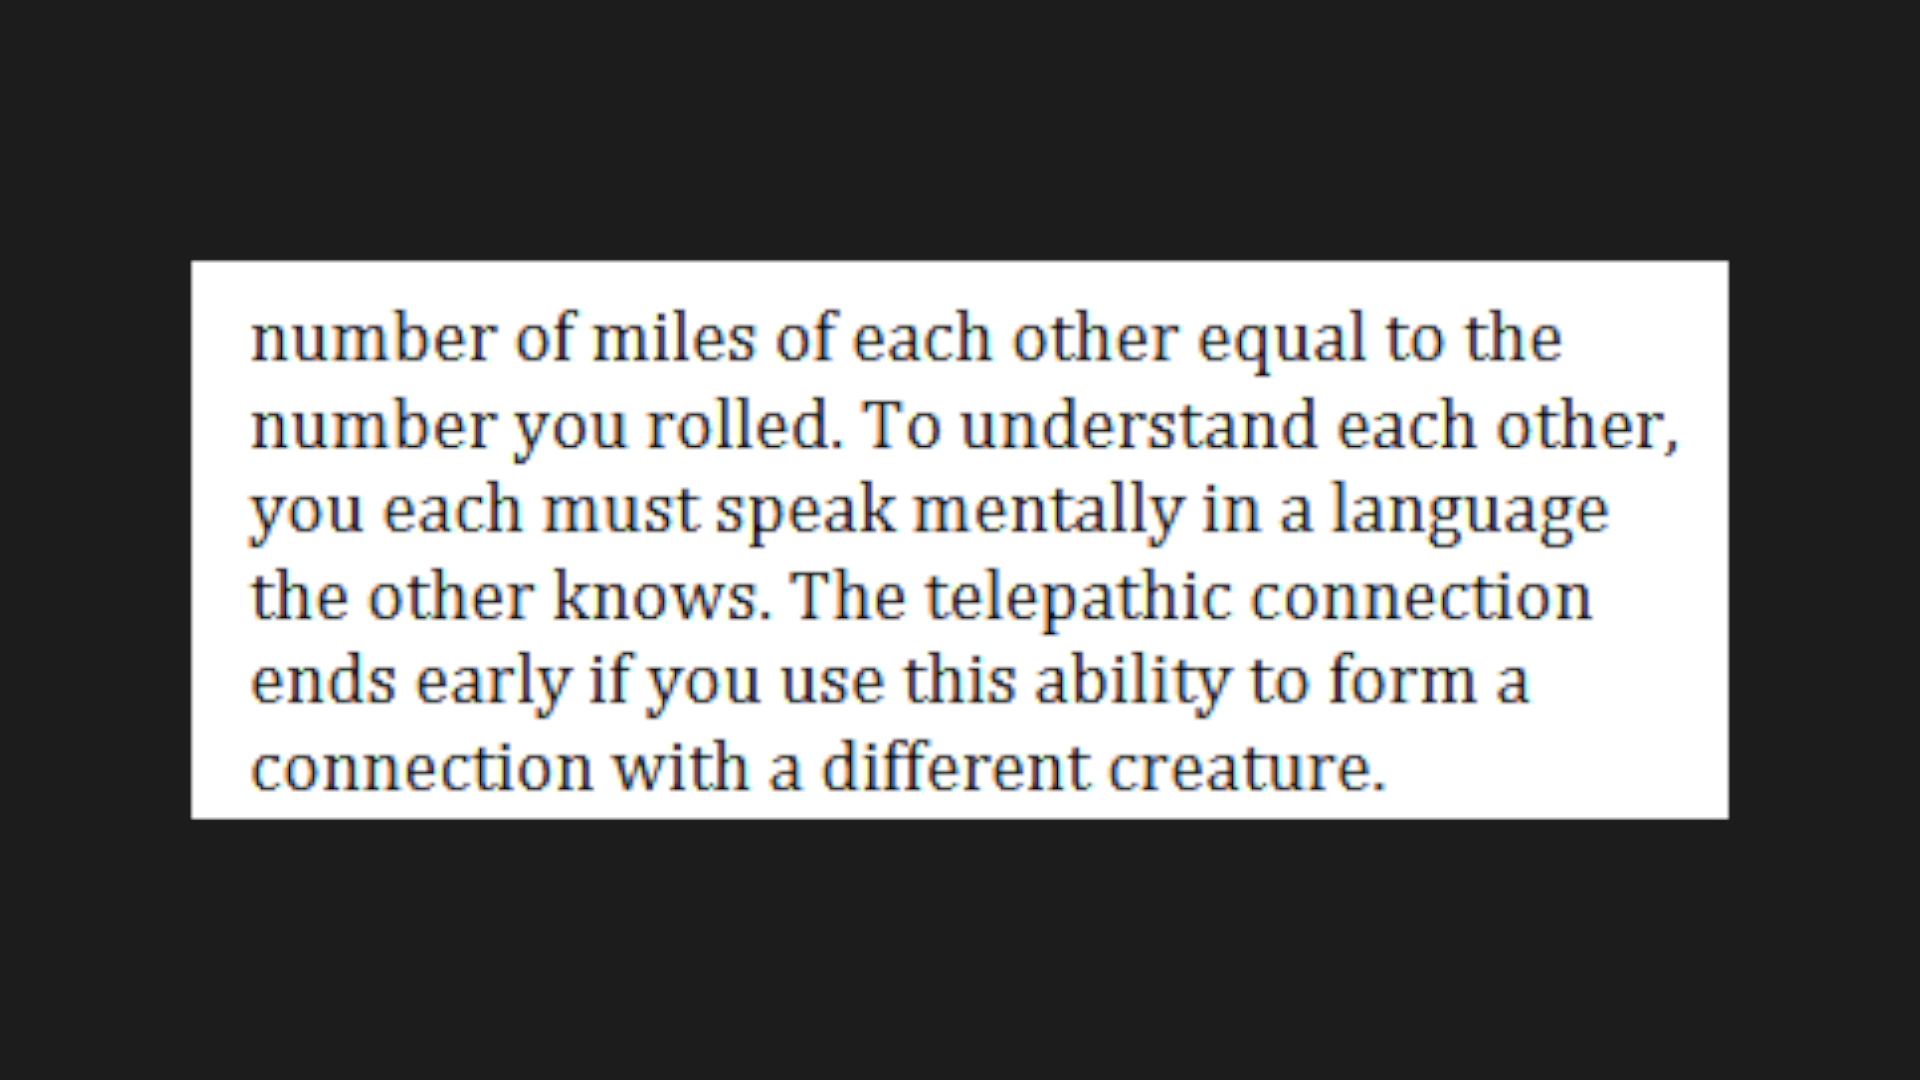 number of miles of each other equal to the
number you rolled. To understand each other,
you each must speak mentally in a language
the other knows. The telepathic connection
ends early if you use this ability to form a
connection with a different creature.